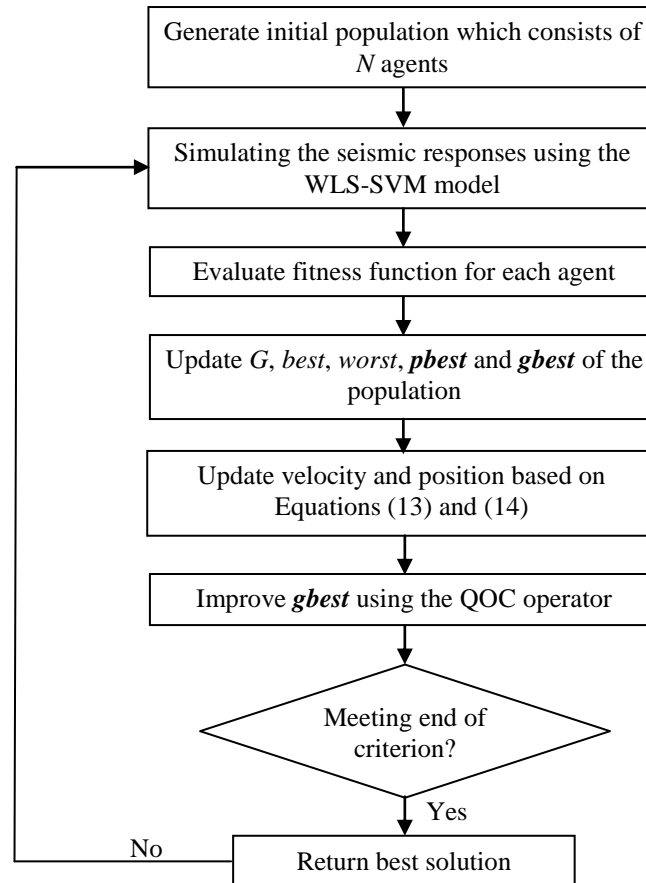 Generate initial population which consists of
N agents
Simulating the seismic responses using the
WLS-SVM model
Evaluate fitness function for each agent
Update G, best, worst, pbest and gbest of the
population
Update velocity and position based on
Equations (13) and (14)
Improve gbest using the QOC operator
Meeting end of
criterion?
Yes
No
Return best solution